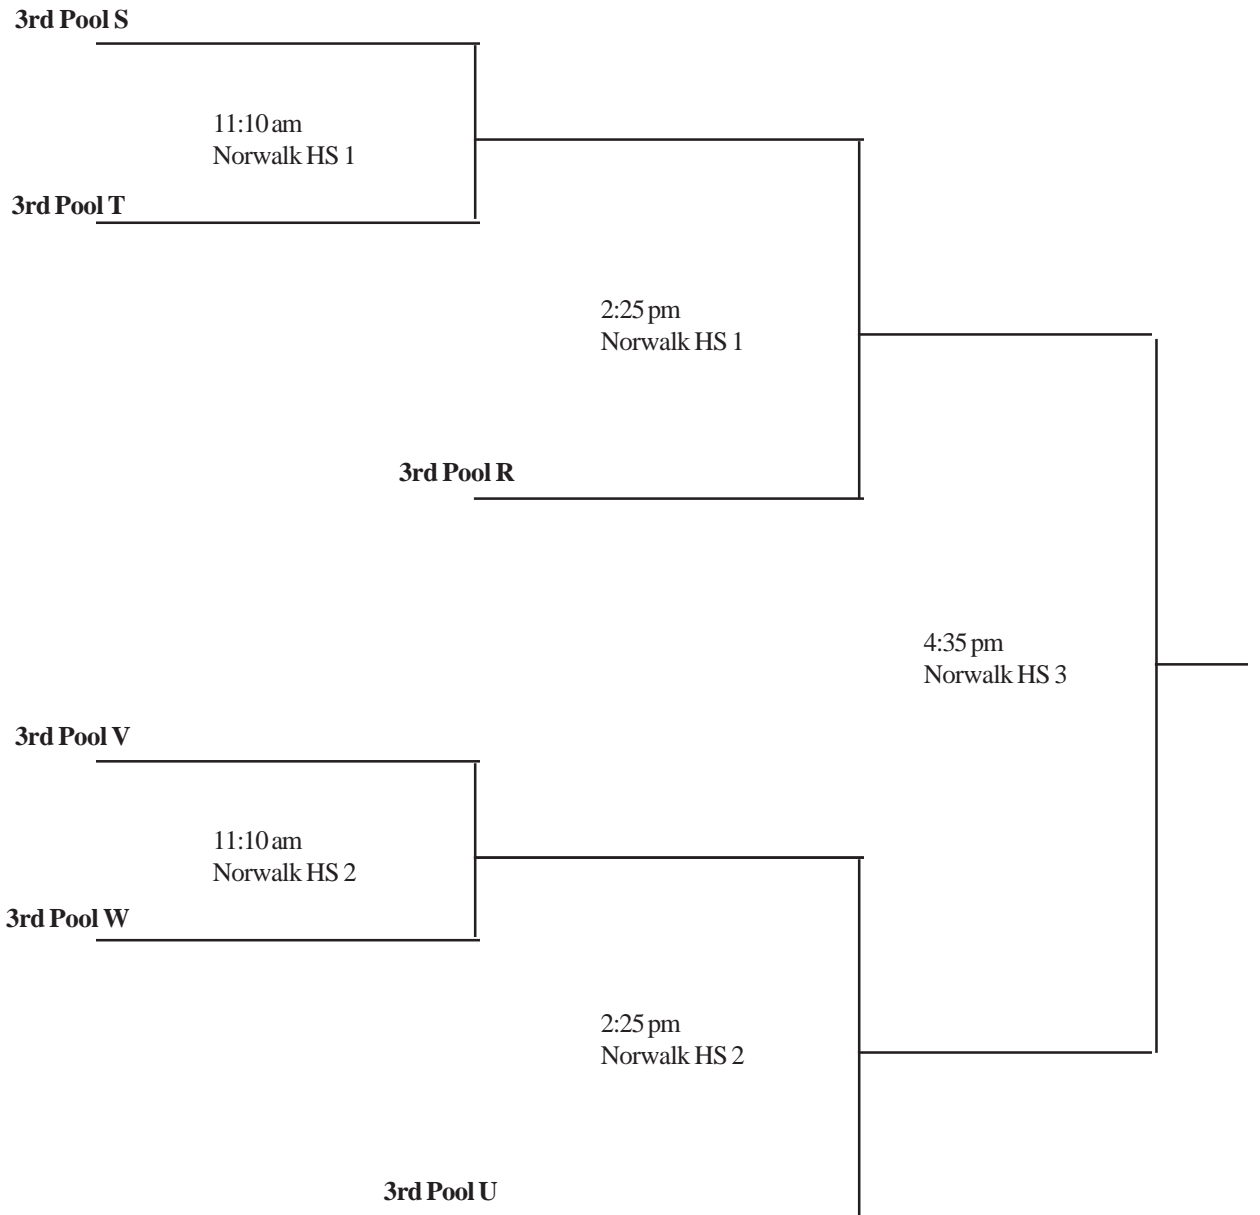 3rd Pool S
11:10 am
Norwalk HS 1
3rd Pool T
2:25 pm
Norwalk HS 1
3rd Pool R
4:35 pm
Norwalk HS 3
3rd Pool V
11:10 am
Norwalk HS 2
3rd Pool W
2:25 pm
Norwalk HS 2
3rd Pool U